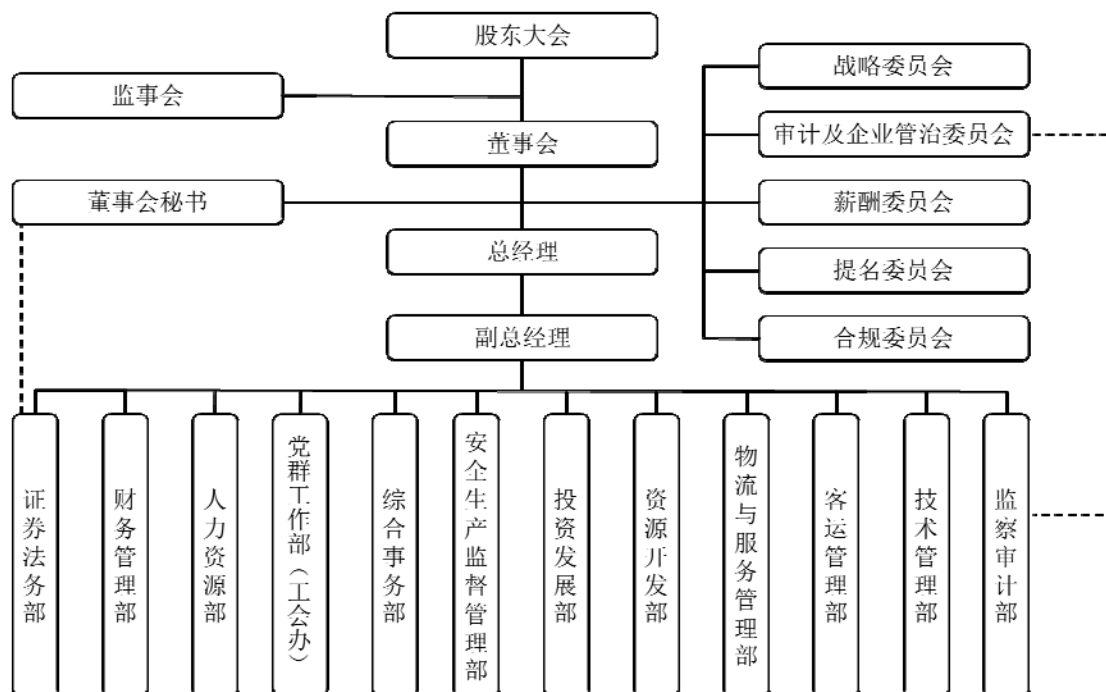 股东大会
监事会
董事会
董事会秘书
总经理
副总经理
战略委员会
审计及企业管治委员会
薪酬委员会
提名委员会
合规委员会
证券法务部
财务管理部
人力资源部
党群工作部（工会办）
综合事务部
安全生产监督管理部
投资发展部
资源开发部
物流与服务管理部
客运管理部
技术管理部
监察审计部